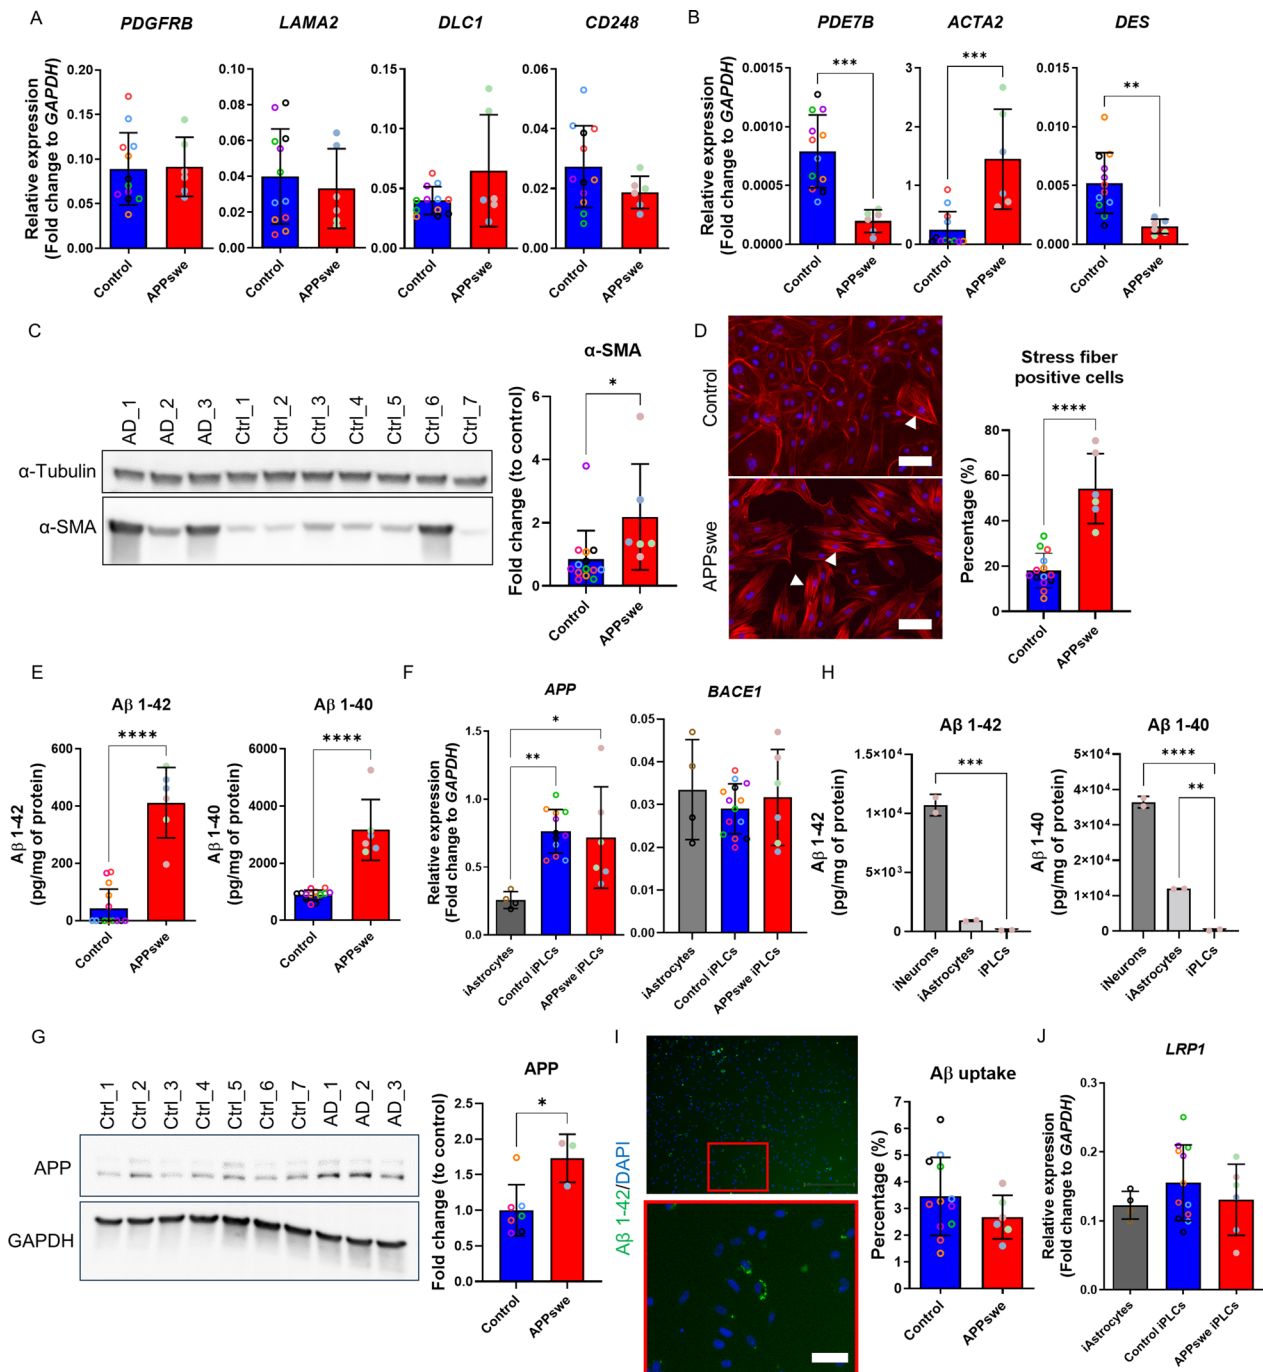 A
PDGFRB
LAMA2
DLC1
CD248
Relative expression
(Fold change to GAPDH)
0.20
0.15
0.10
0.05
0.00
Control
APPswe
0.10
0.08
0.06
0.04
0.02
0.00
Control
APPswe
0.15
0.10
0.05
0.00
Control
APPswe
0.06
0.04
0.02
0.00
Control
APPswe
B
PDE7B
ACTA2
DES
Relative expression
(Fold change to GAPDH)
0.0015
0.0010
0.0005
0.0000
***
Control
APPswe
3
2
1
0
***
Control
APPswe
0.015
0.010
0.005
0.000
**
Control
APPswe
C
AD_1
AD_2
AD_3
Ctrl_1
Ctrl_2
Ctrl_3
Ctrl_4
Ctrl_5
Ctrl_6
Ctrl_7
α-Tubulin
α-SMA
α-SMA
Fold change (to control)
6
4
2
0
*
Control
APPswe
D
Control
APPswe
Stress fiber
positive cells
Percentage (%)
80
60
40
20
0
****
Control
APPswe
E
Aβ 1-42
Aβ 1-42
(pg/mg of protein)
600
400
200
0
****
Control
APPswe
Aβ 1-40
Aβ 1-40
(pg/mg of protein)
6000
4000
2000
0
****
Control
APPswe
F
APP
Relative expression
(Fold change to GAPDH)
1.5
1.0
0.5
0.0
*
**
iAstrocytes
Control iPLCs
APPswe iPLCs
BACE1
0.05
0.04
0.03
0.02
0.01
0.00
iAstrocytes
Control iPLCs
APPswe iPLCs
H
Aβ 1-42
Aβ 1-42
(pg/mg of protein)
1.5×10⁴
1×10⁴
5×10³
0
***
iNeurons
iAstrocytes
iPLCs
Aβ 1-40
Aβ 1-40
(pg/mg of protein)
5×10⁴
4×10⁴
3×10⁴
2×10⁴
1×10⁴
0
****
**
iNeurons
iAstrocytes
iPLCs
G
Ctrl_1
Ctrl_2
Ctrl_3
Ctrl_4
Ctrl_5
Ctrl_6
Ctrl_7
AD_1
AD_2
AD_3
APP
GAPDH
APP
Fold change (to control)
2.5
2.0
1.5
1.0
0.5
0.0
*
Control
APPswe
I
Aβ 1-42/DAPI
Aβ uptake
Percentage (%)
7
6
5
4
3
2
1
0
Control
APPswe
J
LRP1
Relative expression
(Fold change to GAPDH)
0.3
0.2
0.1
0.0
iAstrocytes
Control iPLCs
APPswe iPLCs